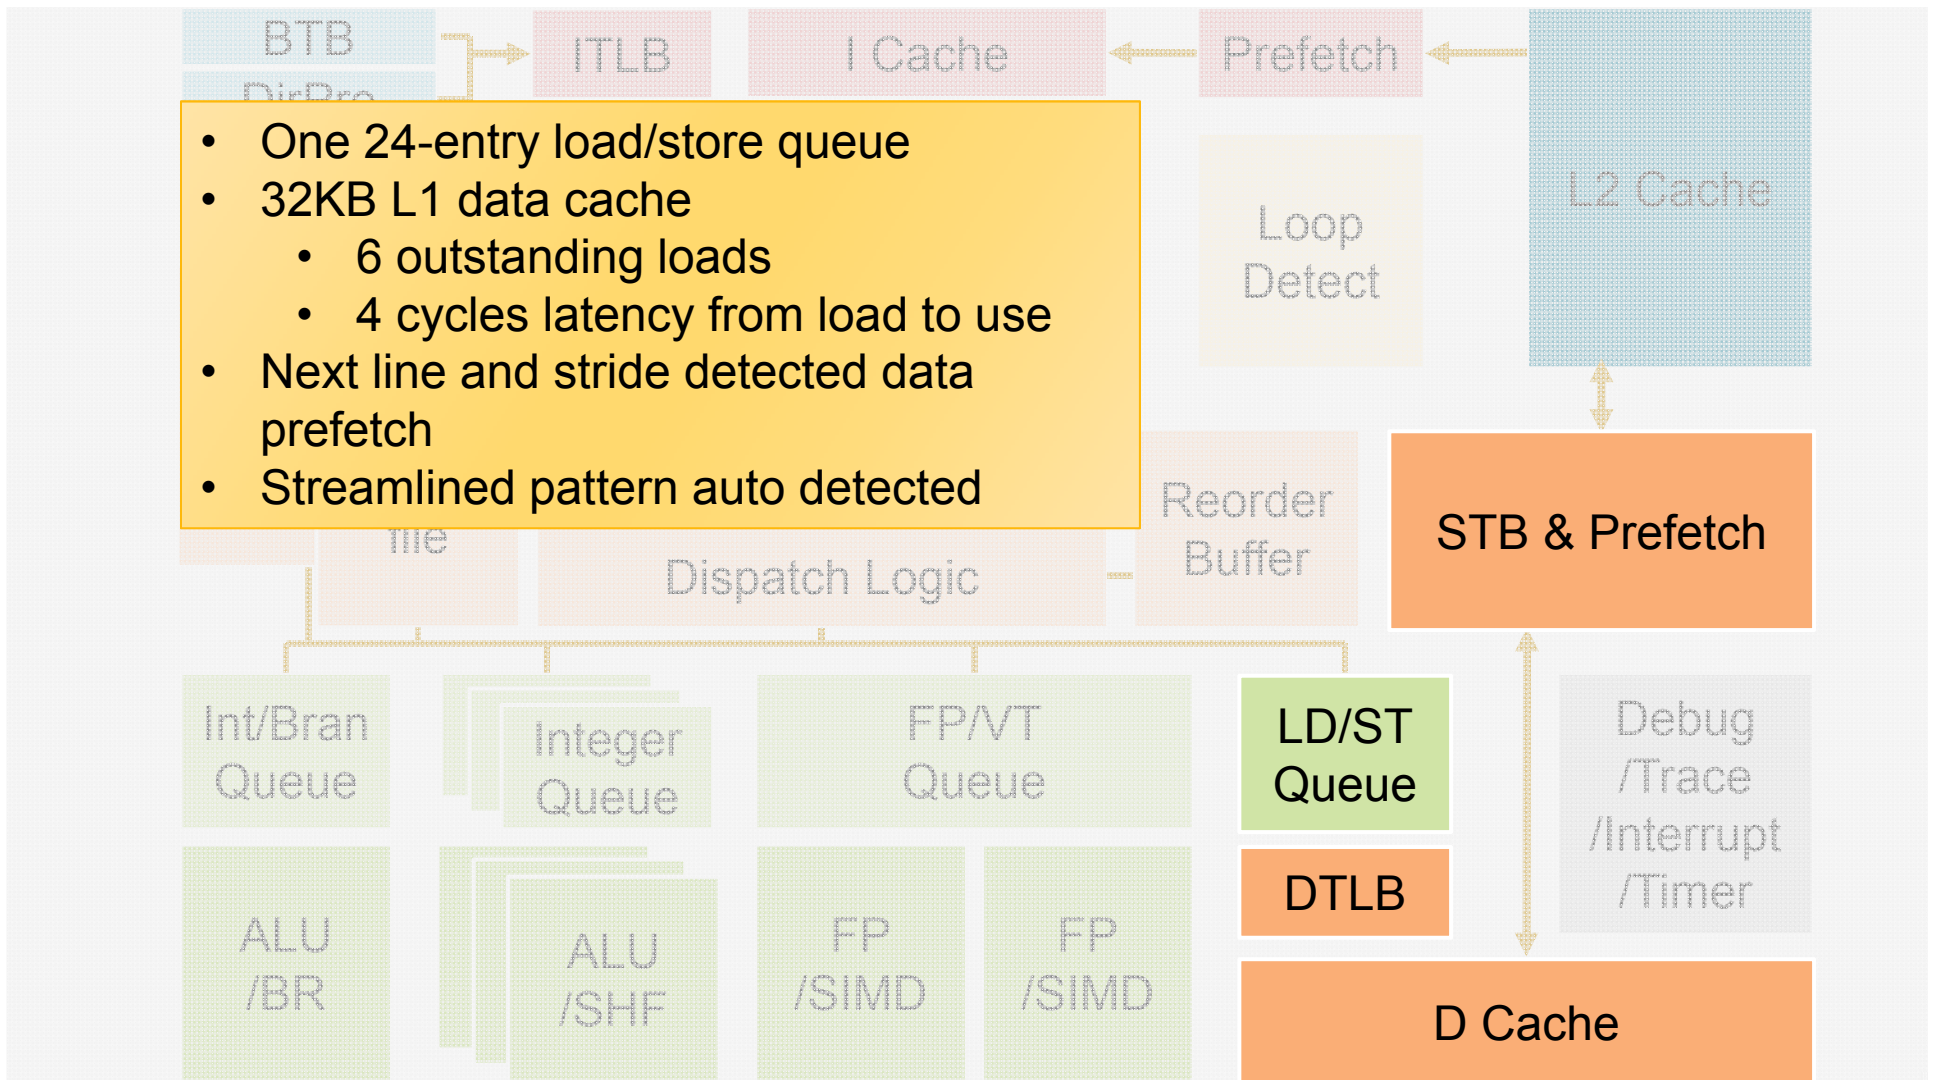 BTB
ITLB
I Cache
Prefetch
DirPre
• One 24-entry load/store queue
• 32KB L1 data cache
• 6 outstanding loads
• 4 cycles latency from load to use
• Next line and stride detected data
prefetch
• Streamlined pattern auto detected
Loop
Detect
L2 Cache
file
Dispatch Logic
Reorder
Buffer
STB & Prefetch
Int/Bran
Queue
Integer
Queue
FP/VT
Queue
LD/ST
Queue
Debug
/Trace
/Interrupt
/Timer
DTLB
ALU
/BR
ALU
/SHF
FP
/SIMD
FP
/SIMD
D Cache